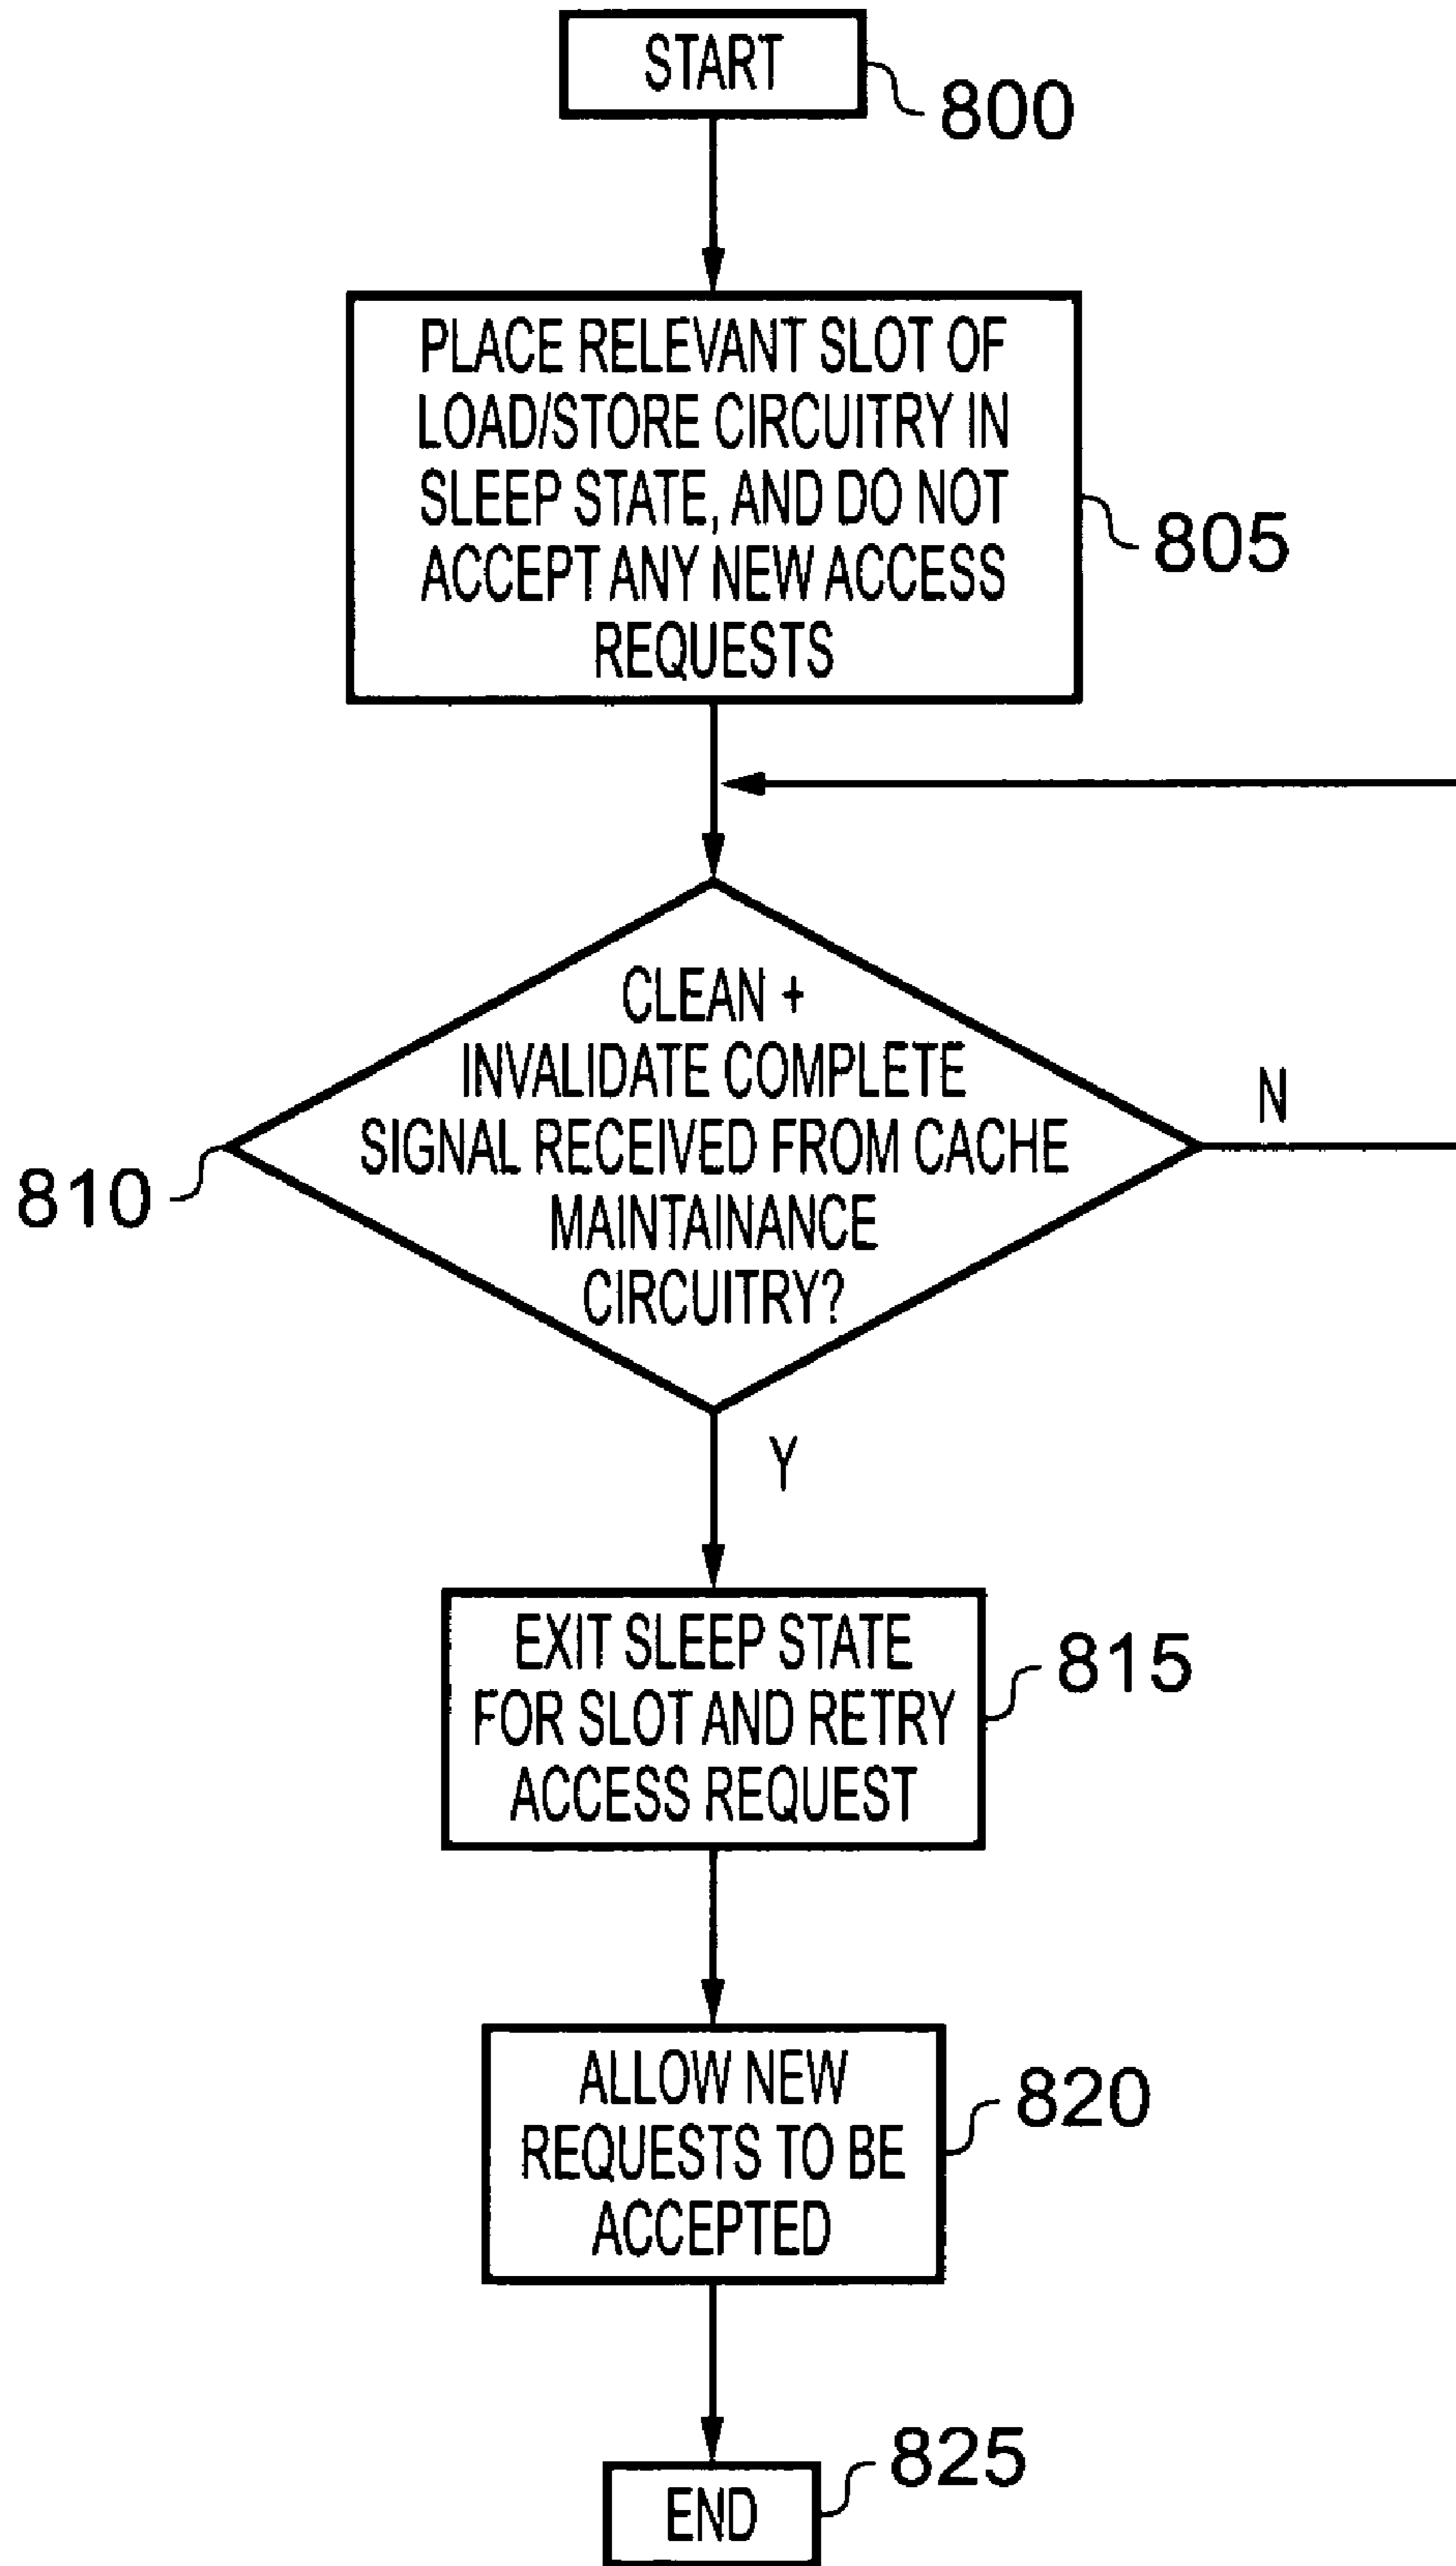 START
800
PLACE RELEVANT SLOT OF
LOAD/STORE CIRCUITRY IN
SLEEP STATE, AND DO NOT
ACCEPT ANY NEW ACCESS
REQUESTS
805
CLEAN +
INVALIDATE COMPLETE
SIGNAL RECEIVED FROM CACHE
MAINTAINANCE
CIRCUITRY?
810
N
Y
EXIT SLEEP STATE
FOR SLOT AND RETRY
ACCESS REQUEST
815
ALLOW NEW
REQUESTS TO BE
ACCEPTED
820
END
825